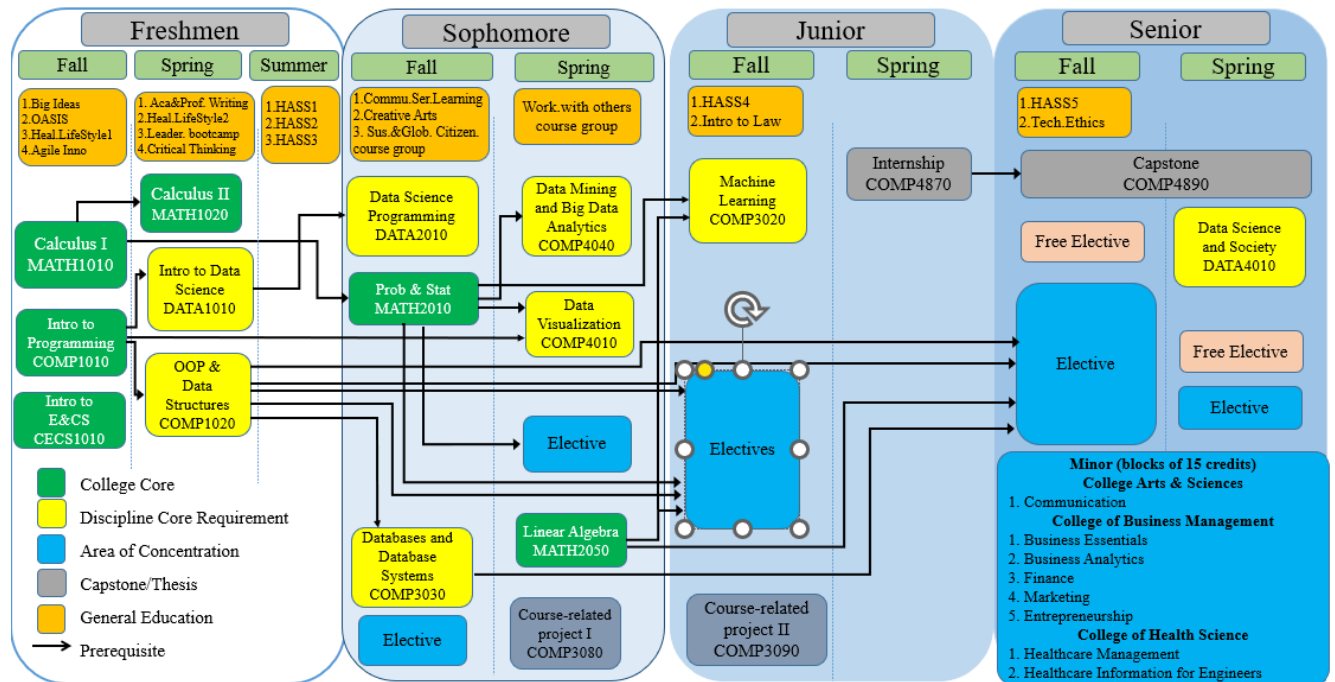 Freshmen
Fall
Spring
Summer
1.Big Ideas
2.OASIS
3.Heal.LifeStyle1
4.Agile Inno
1. Aca&Prof. Writing
2.Heal.LifeStyle2
3.Leader. bootcamp
4.Critical Thinking
1.HASS1
2.HASS2
3.HASS3
Calculus II
MATH1020
Calculus I
MATH1010
Intro to Data
Science
DATA1010
Intro to
Programming
COMP1010
OOP &
Data
Structures
COMP1020
Intro to
E&CS
CECS1010
College Core
Discipline Core Requirement
Area of Concentration
Capstone/Thesis
General Education
Prerequisite
Sophomore
Fall
Spring
1.Commu.Ser.Learning
2.Creative Arts
3. Sus.&Glob. Citizen.
course group
Work.with others
course group
Data Science
Programming
DATA2010
Data Mining
and Big Data
Analytics
COMP4040
Prob & Stat
MATH2010
Data
Visualization
COMP4010
Elective
Databases and
Database
Systems
COMP3030
Linear Algebra
MATH2050
Elective
Course-related
project I
COMP3080
Junior
Fall
Spring
1.HASS4
2.Intro to Law
Machine
Learning
COMP3020
Internship
COMP4870
Electives
Course-related
project II
COMP3090
Senior
Fall
Spring
1.HASS5
2.Tech.Ethics
Capstone
COMP4890
Free Elective
Data Science
and Society
DATA4010
Elective
Free Elective
Elective
Minor (blocks of 15 credits)
College Arts & Sciences
1. Communication
College of Business Management
1. Business Essentials
2. Business Analytics
3. Finance
4. Marketing
5. Entrepreneurship
College of Health Science
1. Healthcare Management
2. Healthcare Information for Engineers